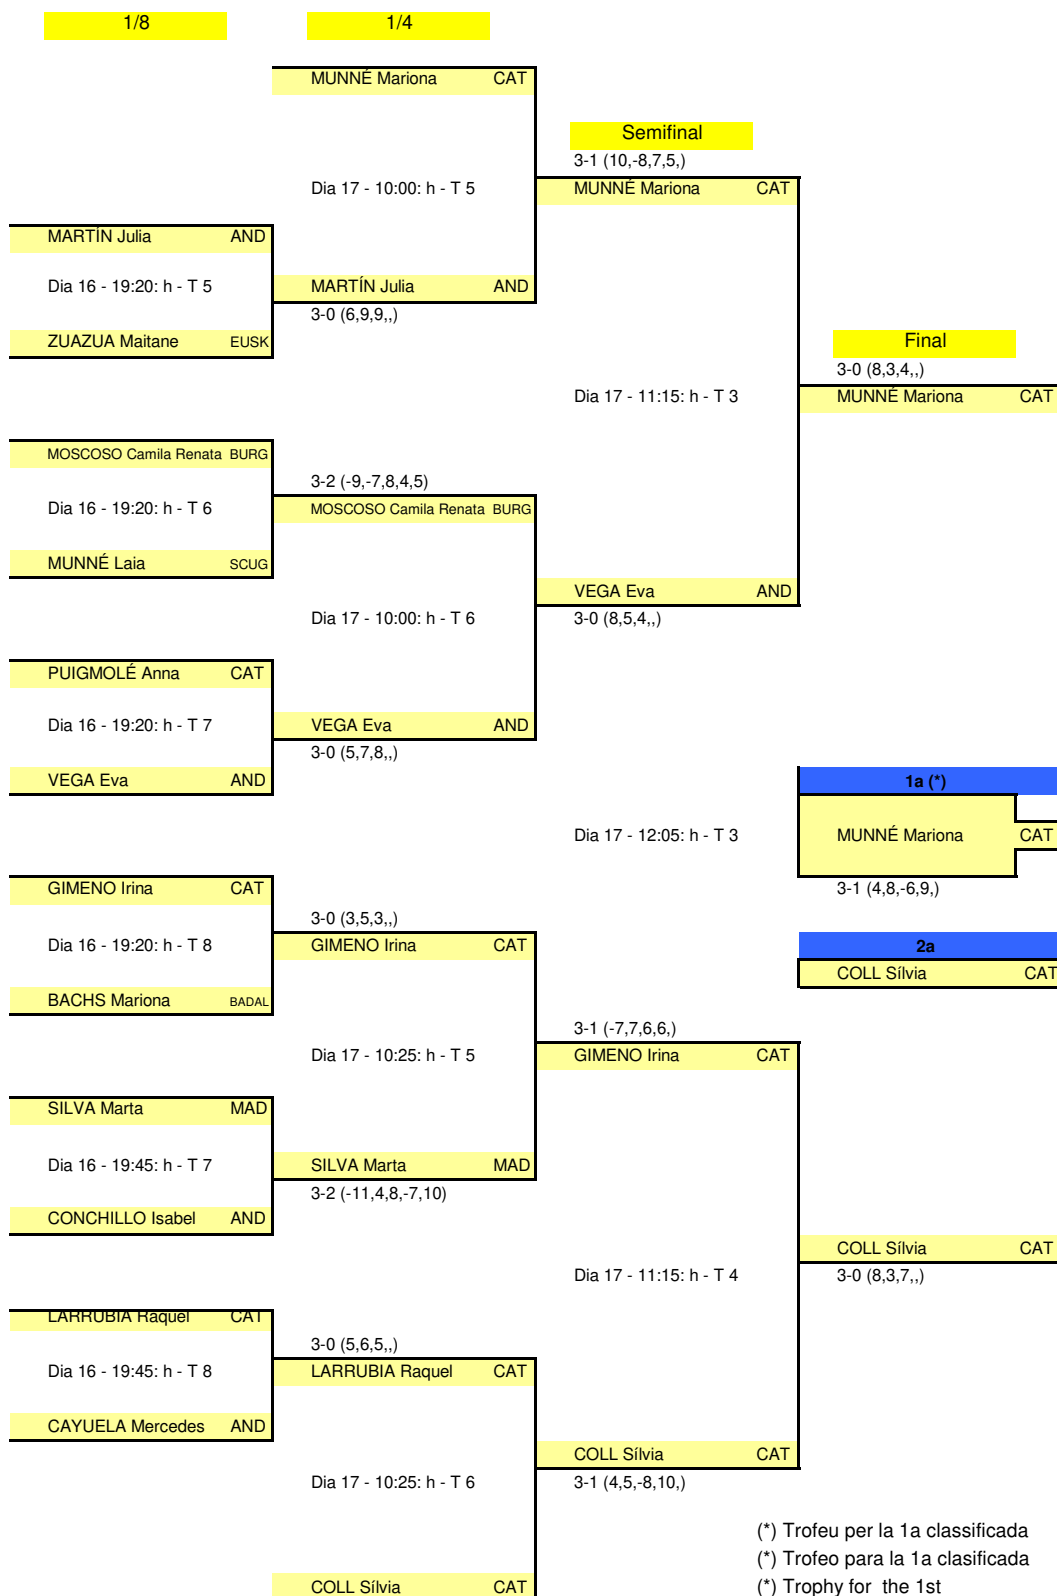 1/8 1/4
MUNNÉ Mariona CAT
Semifinal
3-1 (10,-8,7,5,)
Dia 17 - 10:00: h - T 5 MUNNÉ Mariona CAT
MARTÍN Julia AND
Dia 16 - 19:20: h - T 5 MARTÍN Julia AND
3-0 (6,9,9,,)
ZUAZUA Maitane EUSK Final
3-0 (8,3,4,,)
Dia 17 - 11:15: h - T 3 MUNNÉ Mariona CAT
MOSCOSO Camila Renata BURG
3-2 (-9,-7,8,4,5)
Dia 16 - 19:20: h - T 6 MOSCOSO Camila Renata BURG
MUNNÉ Laia SCUG
VEGA Eva AND
Dia 17 - 10:00: h - T 6 3-0 (8,5,4,,)
PUIGMOLÉ Anna CAT
Dia 16 - 19:20: h - T 7 VEGA Eva AND
3-0 (5,7,8,,)
VEGA Eva AND 1a (*)
Dia 17 - 12:05: h - T 3 MUNNÉ Mariona CAT
GIMENO Irina CAT 3-1 (4,8,-6,9,)
3-0 (3,5,3,,)
Dia 16 - 19:20: h - T 8 GIMENO Irina CAT 2a
COLL Sílvia CAT
BACHS Mariona BADAL
3-1 (-7,7,6,6,)
Dia 17 - 10:25: h - T 5 GIMENO Irina CAT
SILVA Marta MAD
Dia 16 - 19:45: h - T 7 SILVA Marta MAD
3-2 (-11,4,8,-7,10)
CONCHILLO Isabel AND
COLL Sílvia CAT
Dia 17 - 11:15: h - T 4 3-0 (8,3,7,,)
LARRUBIA Raquel CAT
3-0 (5,6,5,,)
Dia 16 - 19:45: h - T 8 LARRUBIA Raquel CAT
CAYUELA Mercedes AND
COLL Sílvia CAT
Dia 17 - 10:25: h - T 6 3-1 (4,5,-8,10,)
(*) Trofeu per la 1a classificada
(*) Trofeo para la 1a clasificada
COLL Sílvia CAT (*) Trophy for the 1st